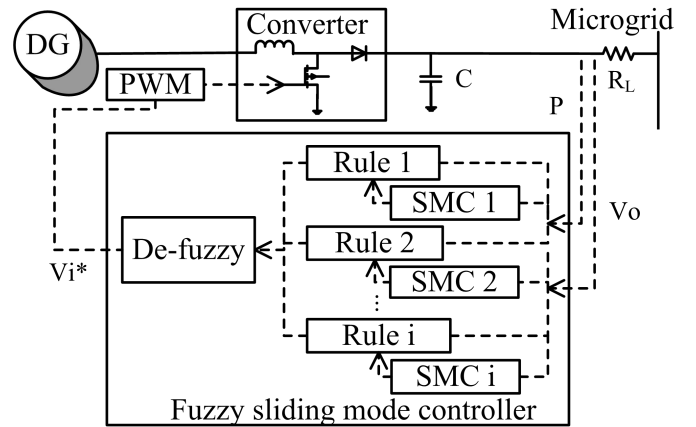 Converter
Microgrid
DG
PWM
C
R_L
P
Rule 1
SMC 1
Vo
Rule 2
De-fuzzy
SMC 2
Vi*
⋮
Rule i
SMC i
Fuzzy sliding mode controller